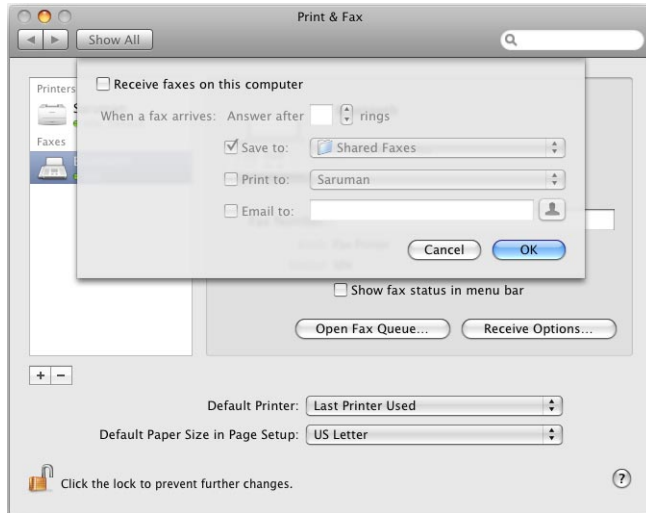 Print & Fax
Show All
Receive faxes on this computer
Printers
When a fax arrives: Answer after rings
Faxes
Save to: Shared Faxes
Print to: Saruman
Email to:
Cancel OK
Show fax status in menu bar
Open Fax Queue... Receive Options...
+ −
Default Printer: Last Printer Used
Default Paper Size in Page Setup: US Letter
Click the lock to prevent further changes. ?